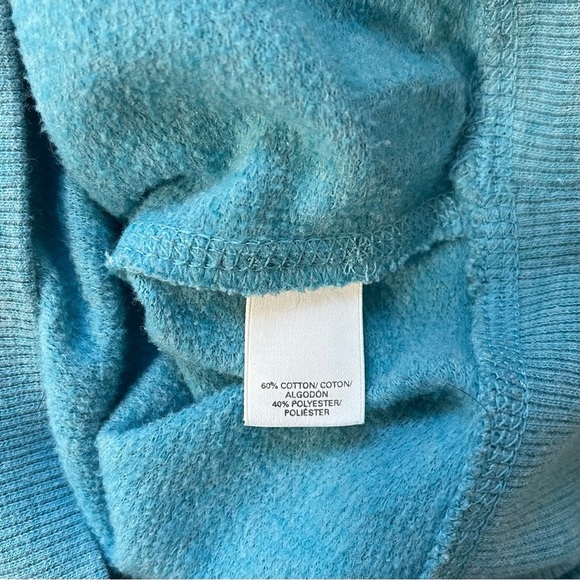 60% COTTON/ COTON/
ALGODÓN
40% POLYESTER/
POLIÉSTER